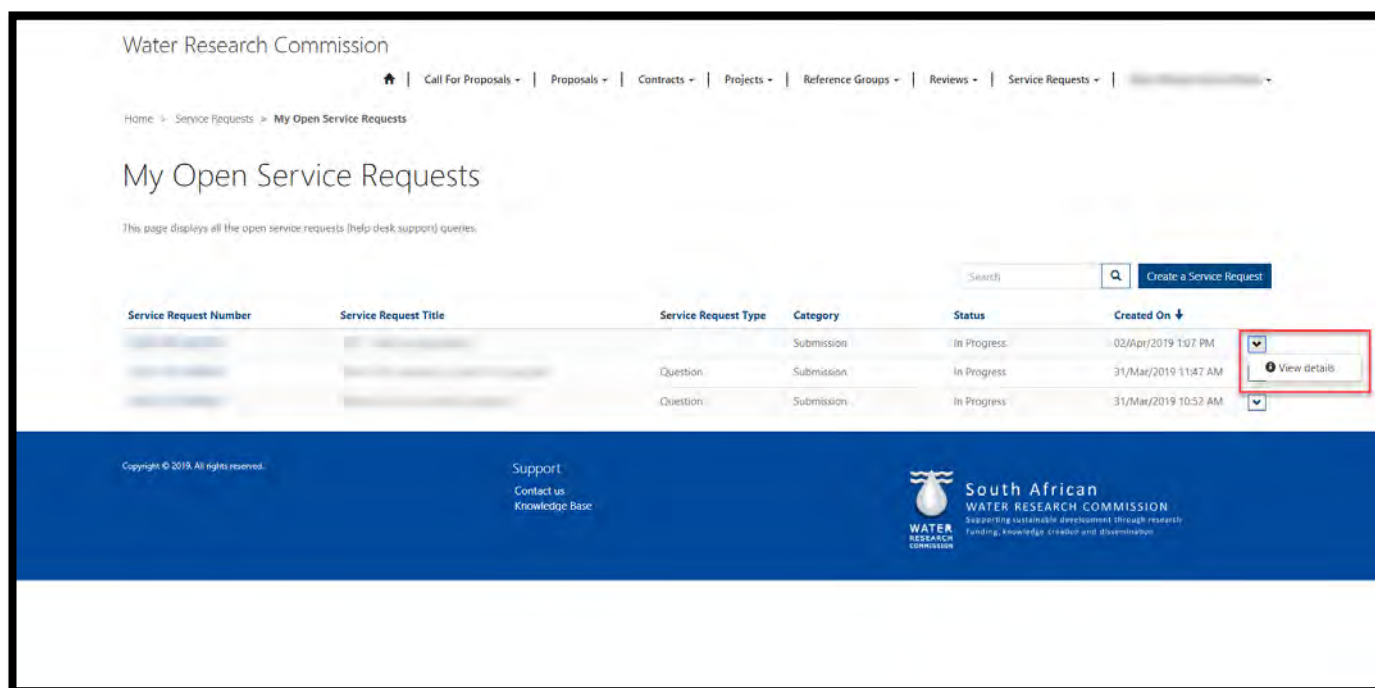 Water Research Commission
Call For Proposals | Proposals | Contracts | Projects | Reference Groups | Reviews | Service Requests |
Home > Service Requests > My Open Service Requests
My Open Service Requests
This page displays all the open service requests (help desk support) queries.
Search Create a Service Request
Service Request Number Service Request Title Service Request Type Category Status Created On
Submission In Progress 02/Apr/2019 1:07 PM
View details
Question Submission In Progress 31/Mar/2019 11:47 AM
Question Submission In Progress 31/Mar/2019 10:52 AM
Copyright © 2019. All rights reserved.
Support
Contact us
Knowledge Base
WATER
RESEARCH
COMMISSION
South African
WATER RESEARCH COMMISSION
Supporting sustainable development through research
funding, knowledge creation and dissemination